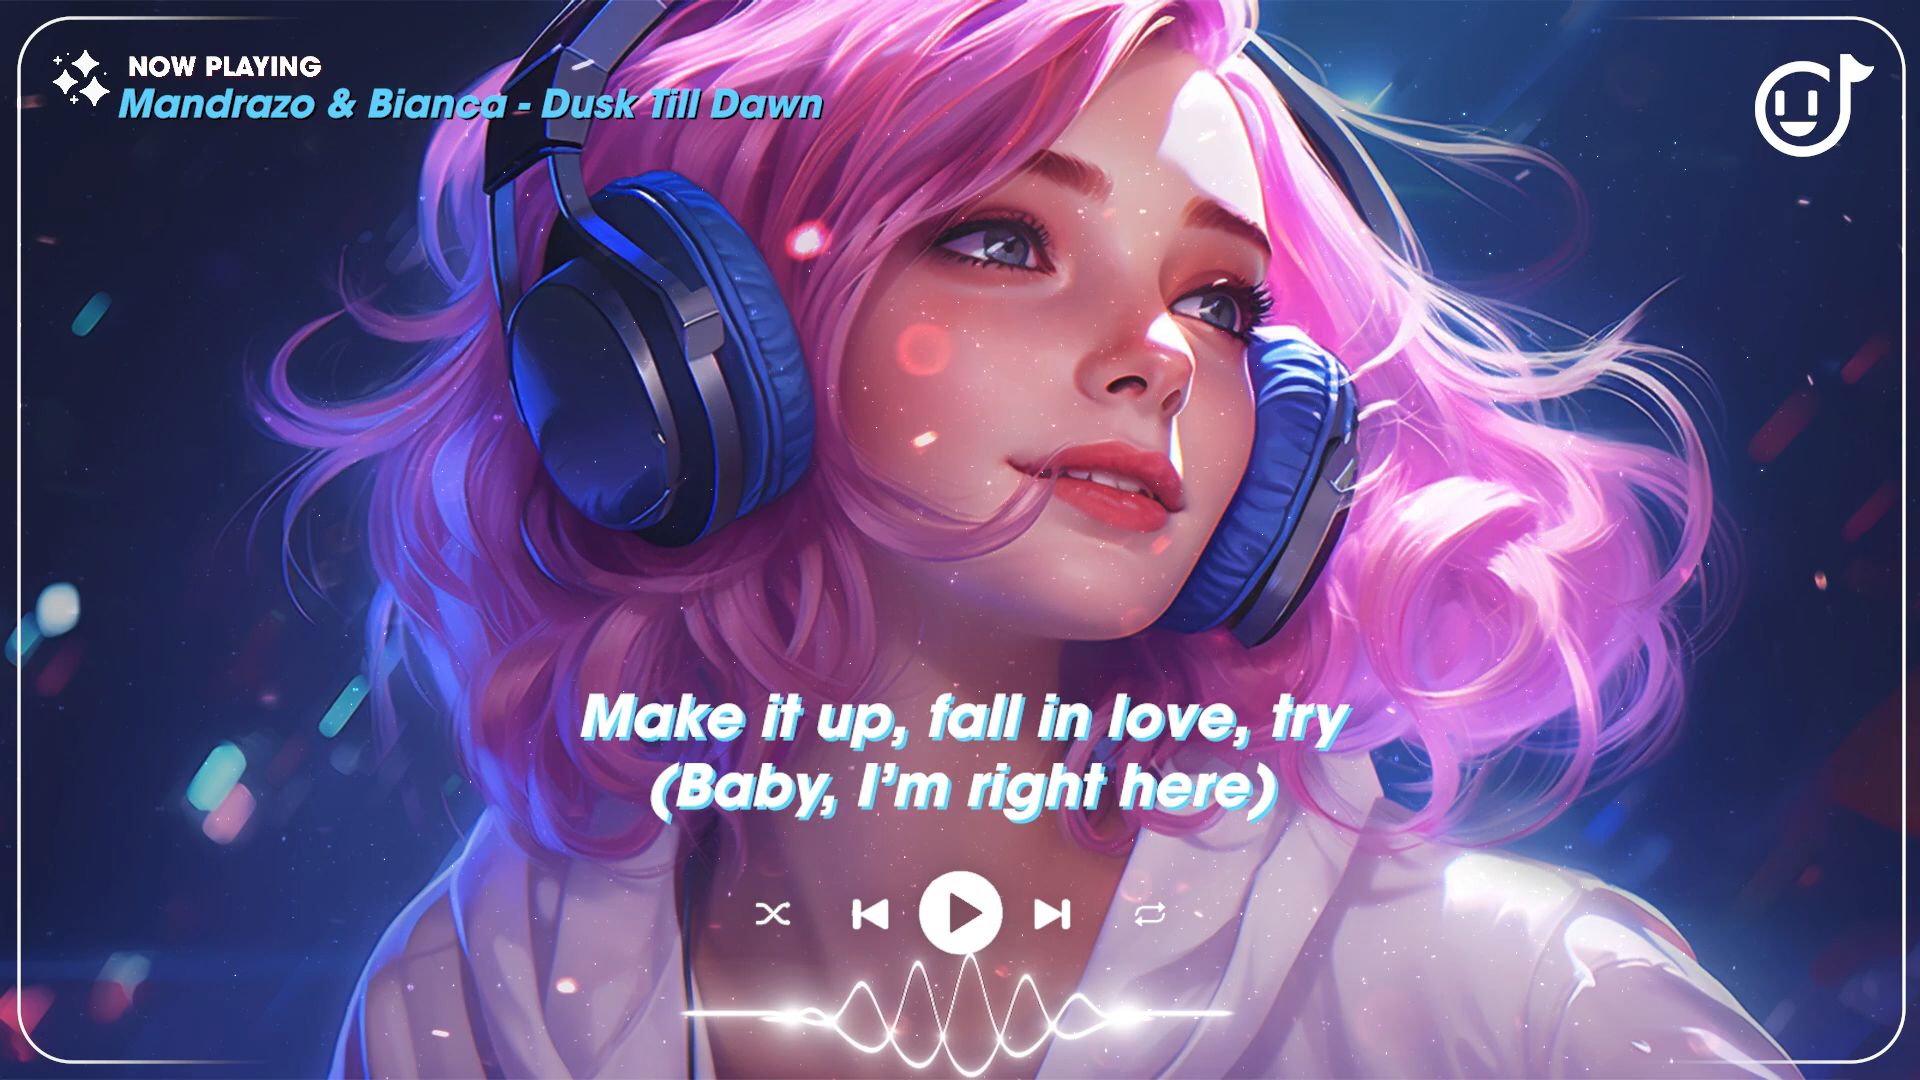 NOW PLAYING
Mandrazo & Bianca - Dusk Till Dawn
Make it up, fall in love, try
(Baby, I’m right here)